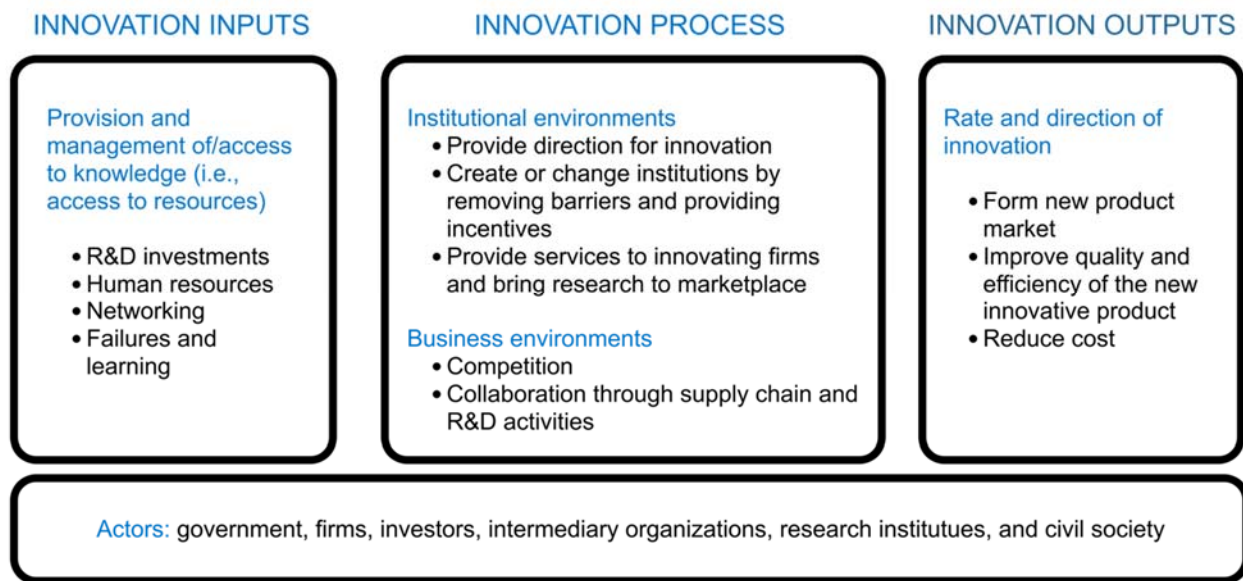 INNOVATION INPUTS
INNOVATION PROCESS
INNOVATION OUTPUTS
Provision and
management of/access
to knowledge (i.e.,
access to resources)
• R&D investments
• Human resources
• Networking
• Failures and
learning
Institutional environments
• Provide direction for innovation
• Create or change institutions by
removing barriers and providing
incentives
• Provide services to innovating firms
and bring research to marketplace
Business environments
• Competition
• Collaboration through supply chain and
R&D activities
Rate and direction of
innovation
• Form new product
market
• Improve quality and
efficiency of the new
innovative product
• Reduce cost
Actors: government, firms, investors, intermediary organizations, research institutues, and civil society